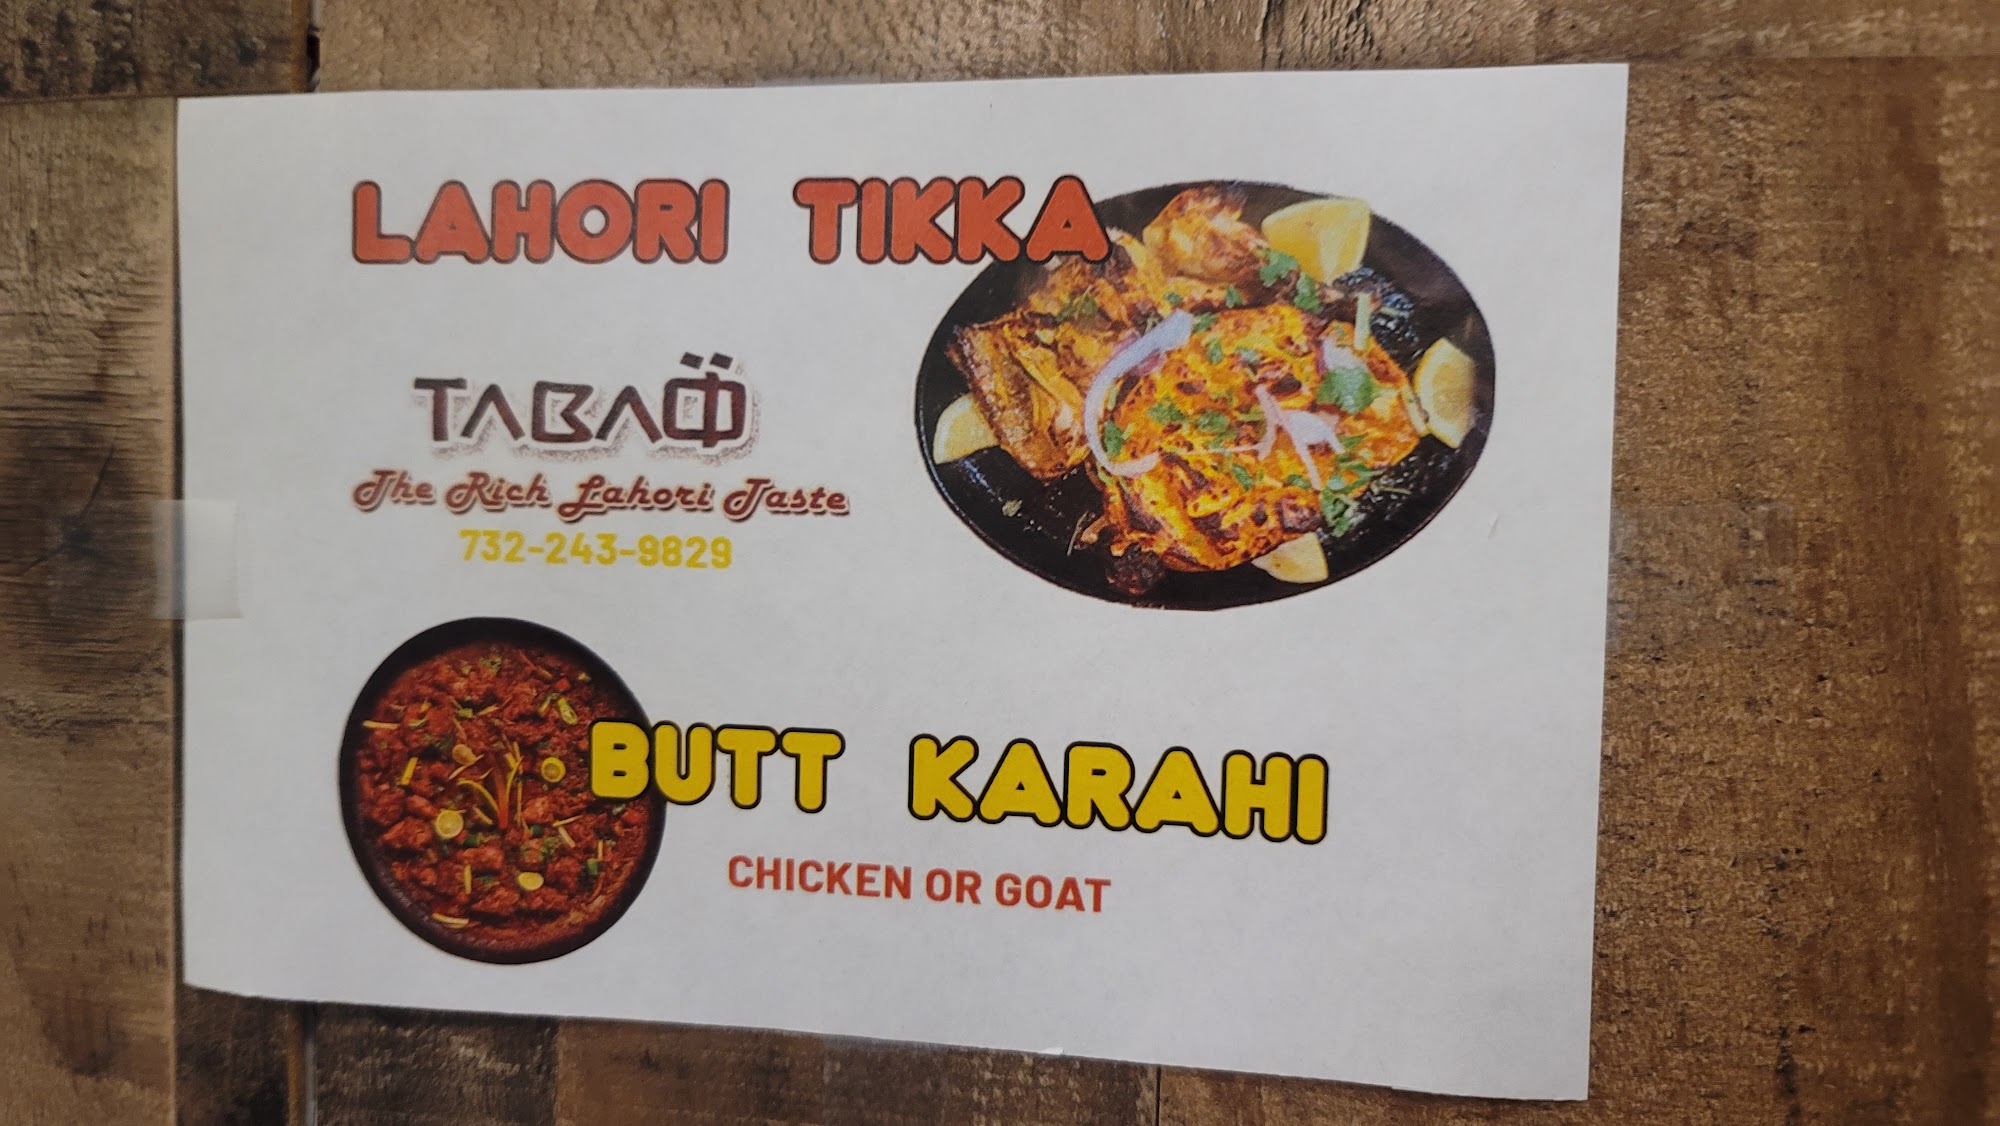 LAHORI TIKKA
TABAQ
The Rich Lahori Taste
732-243-9829
BUTT KARAHI
CHICKEN OR GOAT